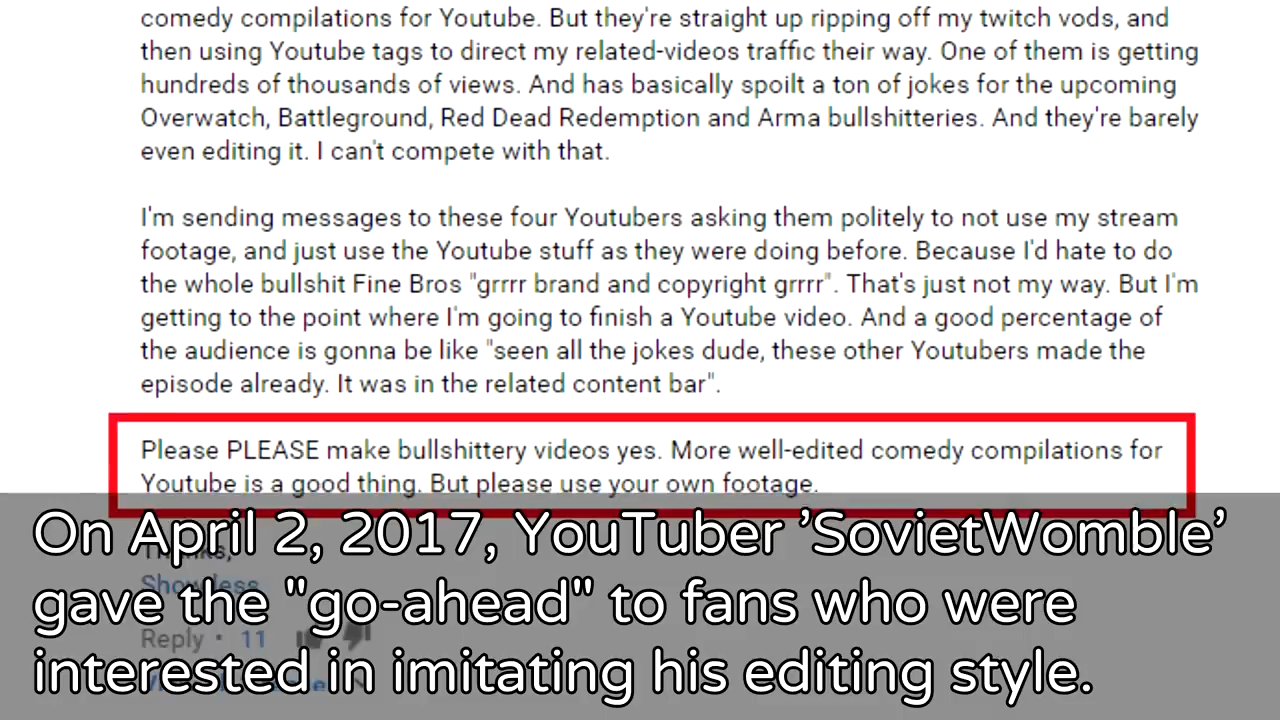 comedy compilations for Youtube. But they're straight up ripping off my twitch vods, and
then using Youtube tags to direct my related-videos traffic their way. One of them is getting
hundreds of thousands of views. And has basically spoilt a ton of jokes for the upcoming
Overwatch, Battleground, Red Dead Redemption and Arma bullshitteries. And they're barely
even editing it. I can't compete with that.
I'm sending messages to these four Youtubers asking them politely to not use my stream
footage, and just use the Youtube stuff as they were doing before. Because I'd hate to do
the whole bullshit Fine Bros "grrrr brand and copyright grrrr". That's just not my way. But I'm
getting to the point where I'm going to finish a Youtube video. And a good percentage of
the audience is gonna be like "seen all the jokes dude, these other Youtubers made the
episode already. It was in the related content bar".
Please PLEASE make bullshittery videos yes. More well-edited comedy compilations for
Youtube is a good thing. But please use your own footage.
On April 2, 2017, YouTuber 'SovietWomble'
Thanks,
Show less
gave the "go-ahead" to fans who were
Reply • 11
interested in imitating his editing style.